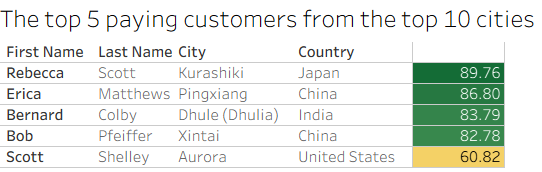 The top 5 paying customers from the top 10 cities
First Name Last Name City Country
Rebecca Scott Kurashiki Japan 89.76
Erica Matthews Pingxiang China 86.80
Bernard Colby Dhule (Dhulia) India 83.79
Bob Pfeiffer Xintai China 82.78
Scott Shelley Aurora United States 60.82